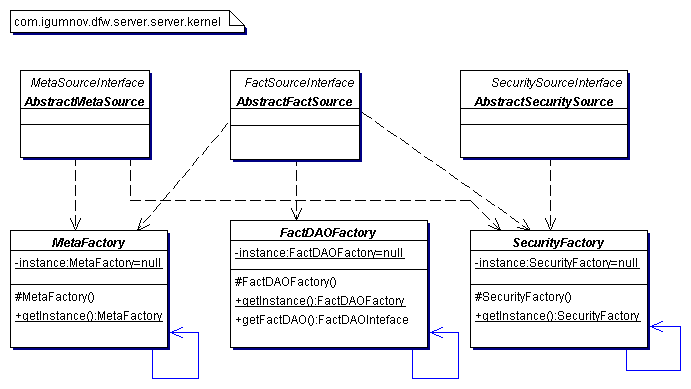 com.igumnov.dfw.server.server.kernel
MetaSourceInterface
AbstractMetaSource
FactSourceInterface
AbstractFactSource
SecuritySourceInterface
AbstractSecuritySource
MetaFactory
-instance:MetaFactory=null
#MetaFactory()
+getInstance():MetaFactory
FactDAOFactory
-instance:FactDAOFactory=null
#FactDAOFactory()
+getInstance():FactDAOFactory
+getFactDAO():FactDAOInteface
SecurityFactory
-instance:SecurityFactory=null
#SecurityFactory()
+getInstance():SecurityFactory